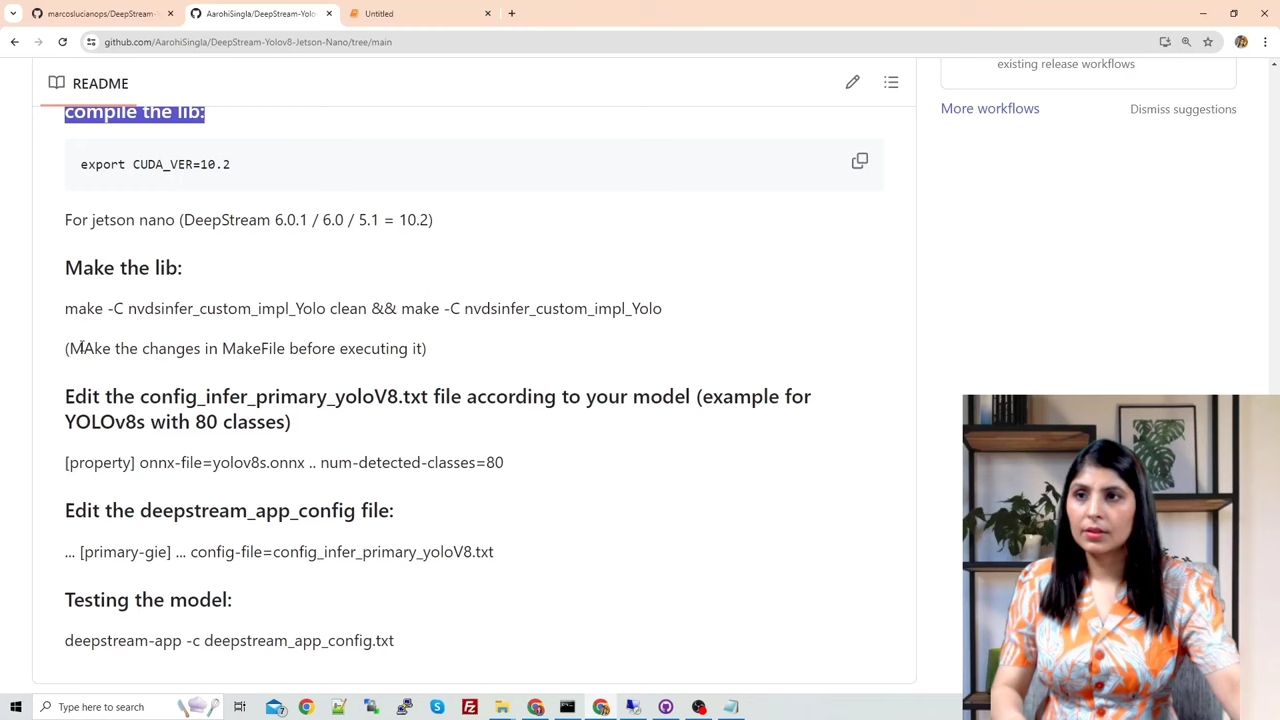 marcoslucianops/DeepStream-Y
AarohiSingla/DeepStream-Yolo
Untitled
github.com/AarohiSingla/DeepStream-Yolov8-Jetson-Nano/tree/main
existing release workflows
README
More workflows
Dismiss suggestions
compile the lib:
export CUDA_VER=10.2
For jetson nano (DeepStream 6.0.1 / 6.0 / 5.1 = 10.2)
Make the lib:
make -C nvdsinfer_custom_impl_Yolo clean && make -C nvdsinfer_custom_impl_Yolo
(MAke the changes in MakeFile before executing it)
Edit the config_infer_primary_yoloV8.txt file according to your model (example for
YOLOv8s with 80 classes)
[property] onnx-file=yolov8s.onnx .. num-detected-classes=80
Edit the deepstream_app_config file:
... [primary-gie] ... config-file=config_infer_primary_yoloV8.txt
Testing the model:
deepstream-app -c deepstream_app_config.txt
Type here to search